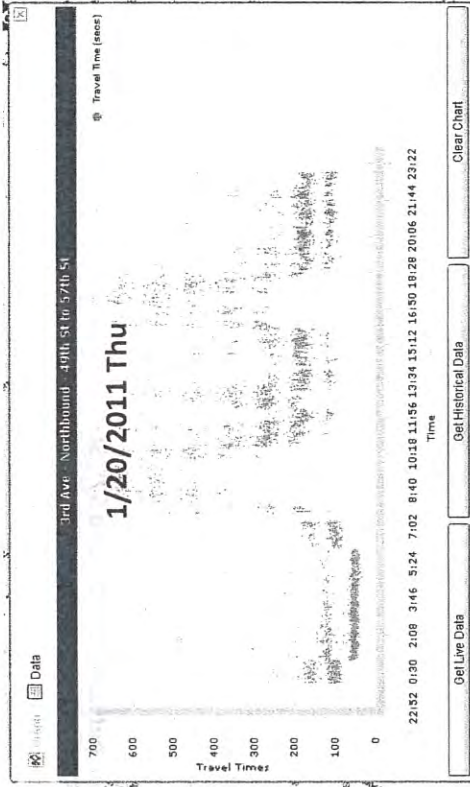 Data
3rd Ave - Northbound - 49th St to 57th St
1/20/2011 Thu
Travel Time (secs)
Travel Times
700
600
500
400
300
200
100
0
22:52 0:30 2:08 3:46 5:24 7:02 8:40 10:18 11:56 13:34 15:12 16:50 18:28 20:06 21:44 23:22
Time
Get Live Data
Get Historical Data
Clear Chart